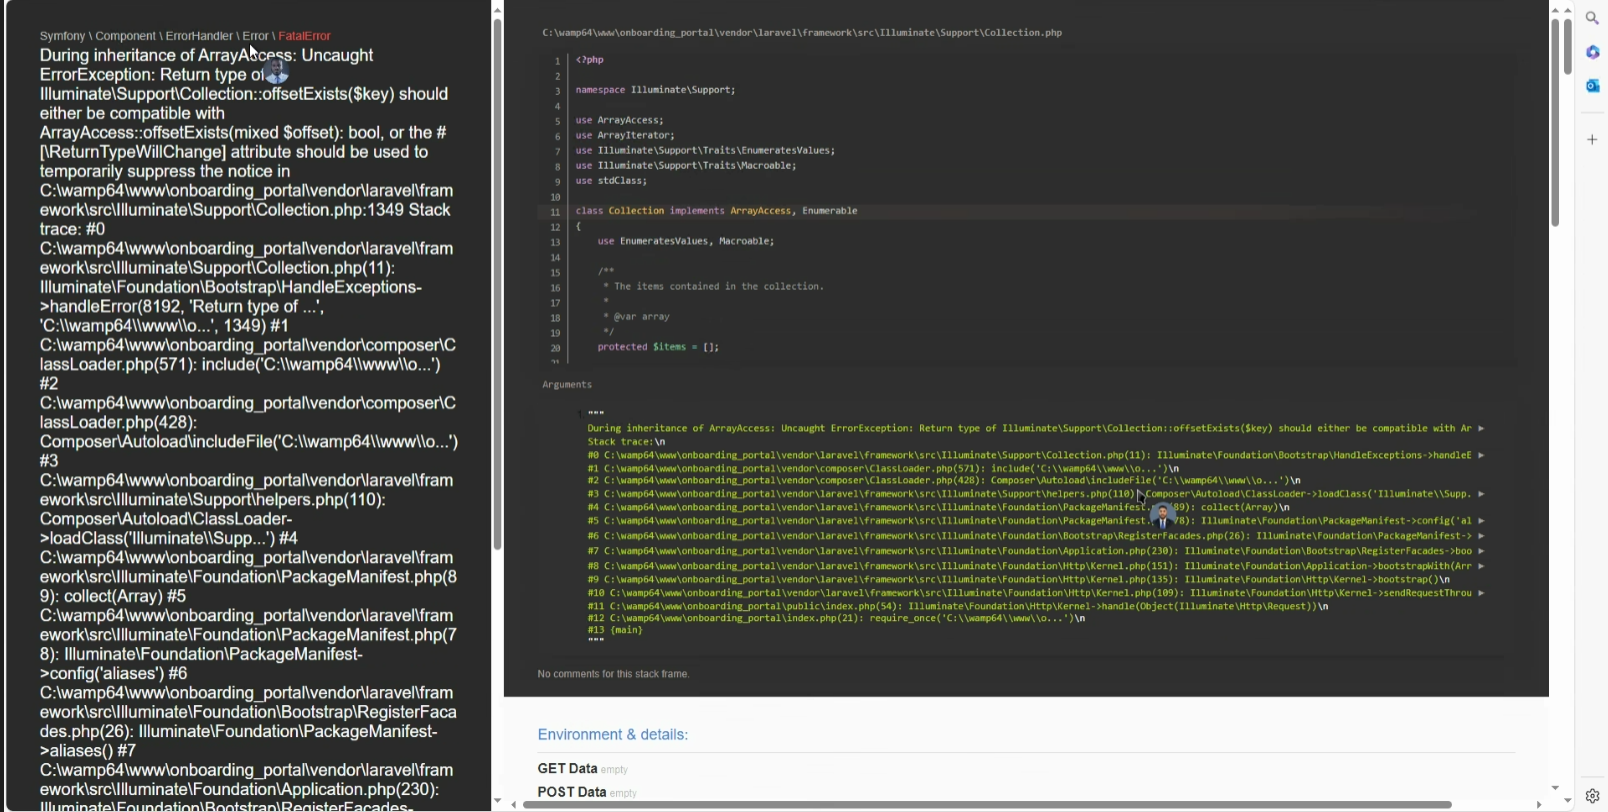 Symfony \ Component \ ErrorHandler \ Error \ FatalError
During inheritance of ArrayAccess: Uncaught
ErrorException: Return type of
Illuminate\Support\Collection::offsetExists($key) should
either be compatible with
ArrayAccess::offsetExists(mixed $offset): bool, or the #
[\ReturnTypeWillChange] attribute should be used to
temporarily suppress the notice in
C:\wamp64\www\onboarding_portal\vendor\laravel\fram
ework\src\Illuminate\Support\Collection.php:1349 Stack
trace: #0
C:\wamp64\www\onboarding_portal\vendor\laravel\fram
ework\src\Illuminate\Support\Collection.php(11):
Illuminate\Foundation\Bootstrap\HandleExceptions-
>handleError(8192, 'Return type of ...',
'C:\\wamp64\\www\\o...', 1349) #1
C:\wamp64\www\onboarding_portal\vendor\composer\C
lassLoader.php(571): include('C:\\wamp64\\www\\o...')
#2
C:\wamp64\www\onboarding_portal\vendor\composer\C
lassLoader.php(428):
Composer\Autoload\includeFile('C:\\wamp64\\www\\o...')
#3
C:\wamp64\www\onboarding_portal\vendor\laravel\fram
ework\src\Illuminate\Support\helpers.php(110):
Composer\Autoload\ClassLoader-
>loadClass('Illuminate\\Supp...') #4
C:\wamp64\www\onboarding_portal\vendor\laravel\fram
ework\src\Illuminate\Foundation\PackageManifest.php(8
9): collect(Array) #5
C:\wamp64\www\onboarding_portal\vendor\laravel\fram
ework\src\Illuminate\Foundation\PackageManifest.php(7
8): Illuminate\Foundation\PackageManifest-
>config('aliases') #6
C:\wamp64\www\onboarding_portal\vendor\laravel\fram
ework\src\Illuminate\Foundation\Bootstrap\RegisterFaca
des.php(26): Illuminate\Foundation\PackageManifest-
>aliases() #7
C:\wamp64\www\onboarding_portal\vendor\laravel\fram
ework\src\Illuminate\Foundation\Application.php(230):
Illuminate\Foundation\Bootstrap\RegisterFacades-
C:\wamp64\www\onboarding_portal\vendor\laravel\framework\src\Illuminate\Support\Collection.php
1 <?php
2
3 namespace Illuminate\Support;
4
5 use ArrayAccess;
6 use ArrayIterator;
7 use Illuminate\Support\Traits\EnumeratesValues;
8 use Illuminate\Support\Traits\Macroable;
9 use stdClass;
10
11 class Collection implements ArrayAccess, Enumerable
12 {
13 use EnumeratesValues, Macroable;
14
15 /**
16 * The items contained in the collection.
17 *
18 * @var array
19 */
20 protected $items = [];
21
Arguments
1 """
During inheritance of ArrayAccess: Uncaught ErrorException: Return type of Illuminate\Support\Collection::offsetExists($key) should either be compatible with Ar
Stack trace:\n
#0 C:\wamp64\www\onboarding_portal\vendor\laravel\framework\src\Illuminate\Support\Collection.php(11): Illuminate\Foundation\Bootstrap\HandleExceptions->handleE
#1 C:\wamp64\www\onboarding_portal\vendor\composer\ClassLoader.php(571): include('C:\\wamp64\\www\\o...')\n
#2 C:\wamp64\www\onboarding_portal\vendor\composer\ClassLoader.php(428): Composer\Autoload\includeFile('C:\\wamp64\\www\\o...')\n
#3 C:\wamp64\www\onboarding_portal\vendor\laravel\framework\src\Illuminate\Support\helpers.php(110): Composer\Autoload\ClassLoader->loadClass('Illuminate\\Supp.
#4 C:\wamp64\www\onboarding_portal\vendor\laravel\framework\src\Illuminate\Foundation\PackageManifest. 89): collect(Array)\n
#5 C:\wamp64\www\onboarding_portal\vendor\laravel\framework\src\Illuminate\Foundation\PackageManifest. 78): Illuminate\Foundation\PackageManifest->config('al
#6 C:\wamp64\www\onboarding_portal\vendor\laravel\framework\src\Illuminate\Foundation\Bootstrap\RegisterFacades.php(26): Illuminate\Foundation\PackageManifest->
#7 C:\wamp64\www\onboarding_portal\vendor\laravel\framework\src\Illuminate\Foundation\Application.php(230): Illuminate\Foundation\Bootstrap\RegisterFacades->boo
#8 C:\wamp64\www\onboarding_portal\vendor\laravel\framework\src\Illuminate\Foundation\Http\Kernel.php(151): Illuminate\Foundation\Application->bootstrapWith(Arr
#9 C:\wamp64\www\onboarding_portal\vendor\laravel\framework\src\Illuminate\Foundation\Http\Kernel.php(135): Illuminate\Foundation\Http\Kernel->bootstrap()\n
#10 C:\wamp64\www\onboarding_portal\vendor\laravel\framework\src\Illuminate\Foundation\Http\Kernel.php(109): Illuminate\Foundation\Http\Kernel->sendRequestThrou
#11 C:\wamp64\www\onboarding_portal\public\index.php(54): Illuminate\Foundation\Http\Kernel->handle(Object(Illuminate\Http\Request))\n
#12 C:\wamp64\www\onboarding_portal\index.php(21): require_once('C:\\wamp64\\www\\o...')\n
#13 {main}
"""
No comments for this stack frame.
Environment & details:
GET Data empty
POST Data empty